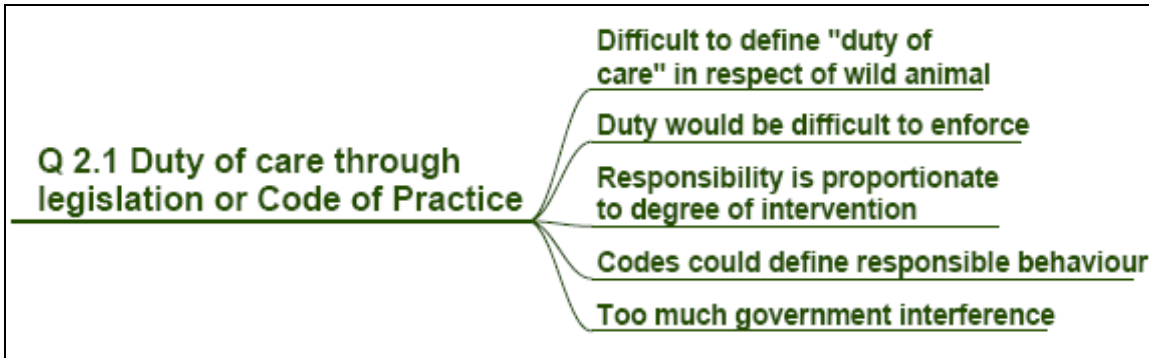 Q 2.1 Duty of care through
legislation or Code of Practice
Difficult to define "duty of
care" in respect of wild animal
Duty would be difficult to enforce
Responsibility is proportionate
to degree of intervention
Codes could define responsible behaviour
Too much government interference